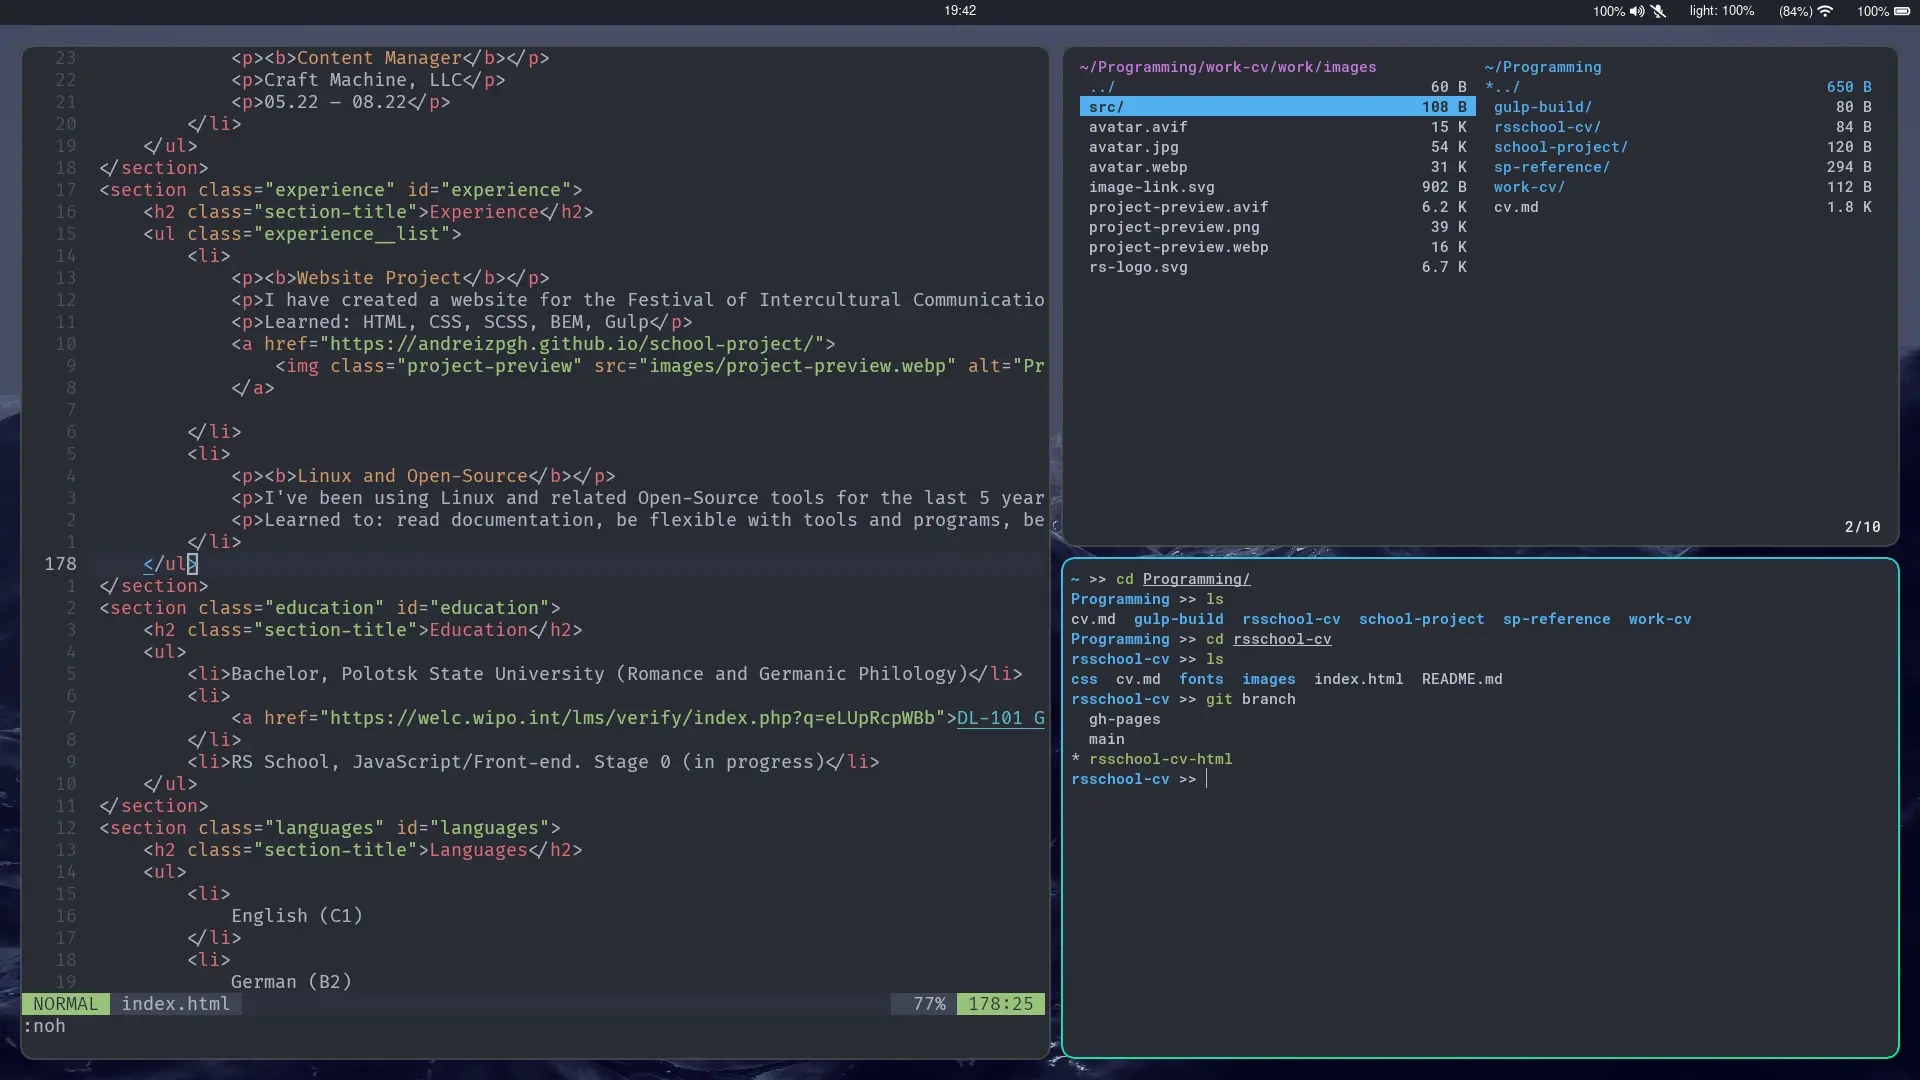 19:42
100% light: 100% (84%) 100%
23 <p><b>Content Manager</b></p>
22 <p>Craft Machine, LLC</p>
21 <p>05.22 – 08.22</p>
20 </li>
19 </ul>
18 </section>
17 <section class="experience" id="experience">
16 <h2 class="section-title">Experience</h2>
15 <ul class="experience__list">
14 <li>
13 <p><b>Website Project</b></p>
12 <p>I have created a website for the Festival of Intercultural Communicatio
11 <p>Learned: HTML, CSS, SCSS, BEM, Gulp</p>
10 <a href="https://andreizpgh.github.io/school-project/">
9 <img class="project-preview" src="images/project-preview.webp" alt="Pr
8 </a>
7
6 </li>
5 <li>
4 <p><b>Linux and Open-Source</b></p>
3 <p>I've been using Linux and related Open-Source tools for the last 5 year
2 <p>Learned to: read documentation, be flexible with tools and programs, be
1 </li>
178 </ul>
1 </section>
2 <section class="education" id="education">
3 <h2 class="section-title">Education</h2>
4 <ul>
5 <li>Bachelor, Polotsk State University (Romance and Germanic Philology)</li>
6 <li>
7 <a href="https://welc.wipo.int/lms/verify/index.php?q=eLUpRcpWBb">DL-101 G
8 </li>
9 <li>RS School, JavaScript/Front-end. Stage 0 (in progress)</li>
10 </ul>
11 </section>
12 <section class="languages" id="languages">
13 <h2 class="section-title">Languages</h2>
14 <ul>
15 <li>
16 English (C1)
17 </li>
18 <li>
19 German (B2)
NORMAL index.html 77% 178:25
:noh
~/Programming/work-cv/work/images
../ 60 B
src/ 108 B
avatar.avif 15 K
avatar.jpg 54 K
avatar.webp 31 K
image-link.svg 902 B
project-preview.avif 6.2 K
project-preview.png 39 K
project-preview.webp 16 K
rs-logo.svg 6.7 K
~/Programming
*../ 650 B
gulp-build/ 80 B
rsschool-cv/ 84 B
school-project/ 120 B
sp-reference/ 294 B
work-cv/ 112 B
cv.md 1.8 K
2/10
~ >> cd Programming/
Programming >> ls
cv.md gulp-build rsschool-cv school-project sp-reference work-cv
Programming >> cd rsschool-cv
rsschool-cv >> ls
css cv.md fonts images index.html README.md
rsschool-cv >> git branch
gh-pages
main
* rsschool-cv-html
rsschool-cv >>